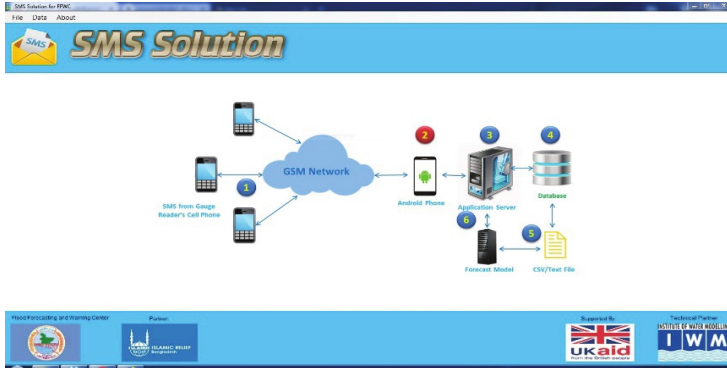 SMS Solution for FFWC
File Data About
SMS
SMS Solution
GSM Network
1
2
3
4
5
6
SMS from Gauge
Reader's Cell Phone
Android Phone
Application Server
Database
Forecast Model
CSV/Text File
Flood Forecasting and Warning Center
Partner:
ISLAMIC RELIEF
Bangladesh
Supported By
UKaid
from the British people
Technical Partner
INSTITUTE OF WATER MODELLING
IWM